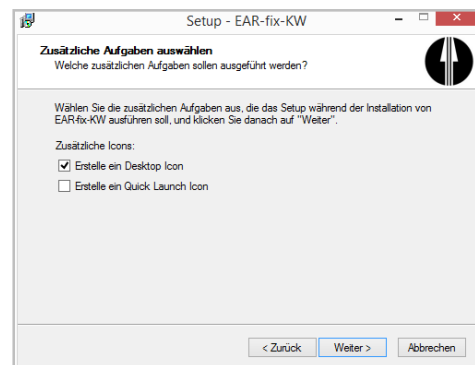 Setup - EAR-fix-KW
Zusätzliche Aufgaben auswählen
Welche zusätzlichen Aufgaben sollen ausgeführt werden?
Wählen Sie die zusätzlichen Aufgaben aus, die das Setup während der Installation von
EAR-fix-KW ausführen soll, und klicken Sie danach auf "Weiter".
Zusätzliche Icons:
Erstelle ein Desktop Icon
Erstelle ein Quick Launch Icon
< Zurück Weiter > Abbrechen